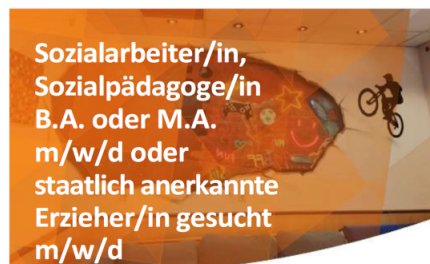 Sozialarbeiter/in,
Sozialpädagoge/in
B.A. oder M.A.
m/w/d oder
staatlich anerkannte
Erzieher/in gesucht
m/w/d